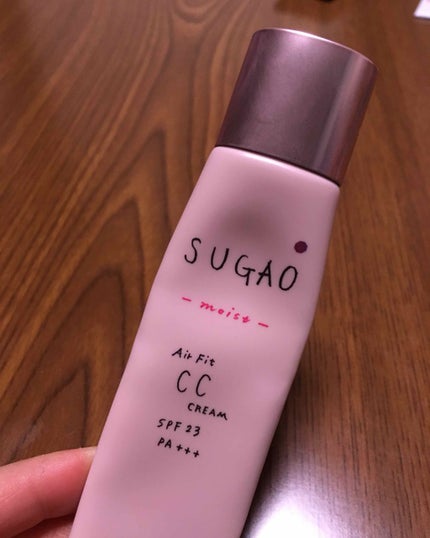 SUGAO
- moist -
Air Fit
CC
CREAM
SPF 23
PA +++